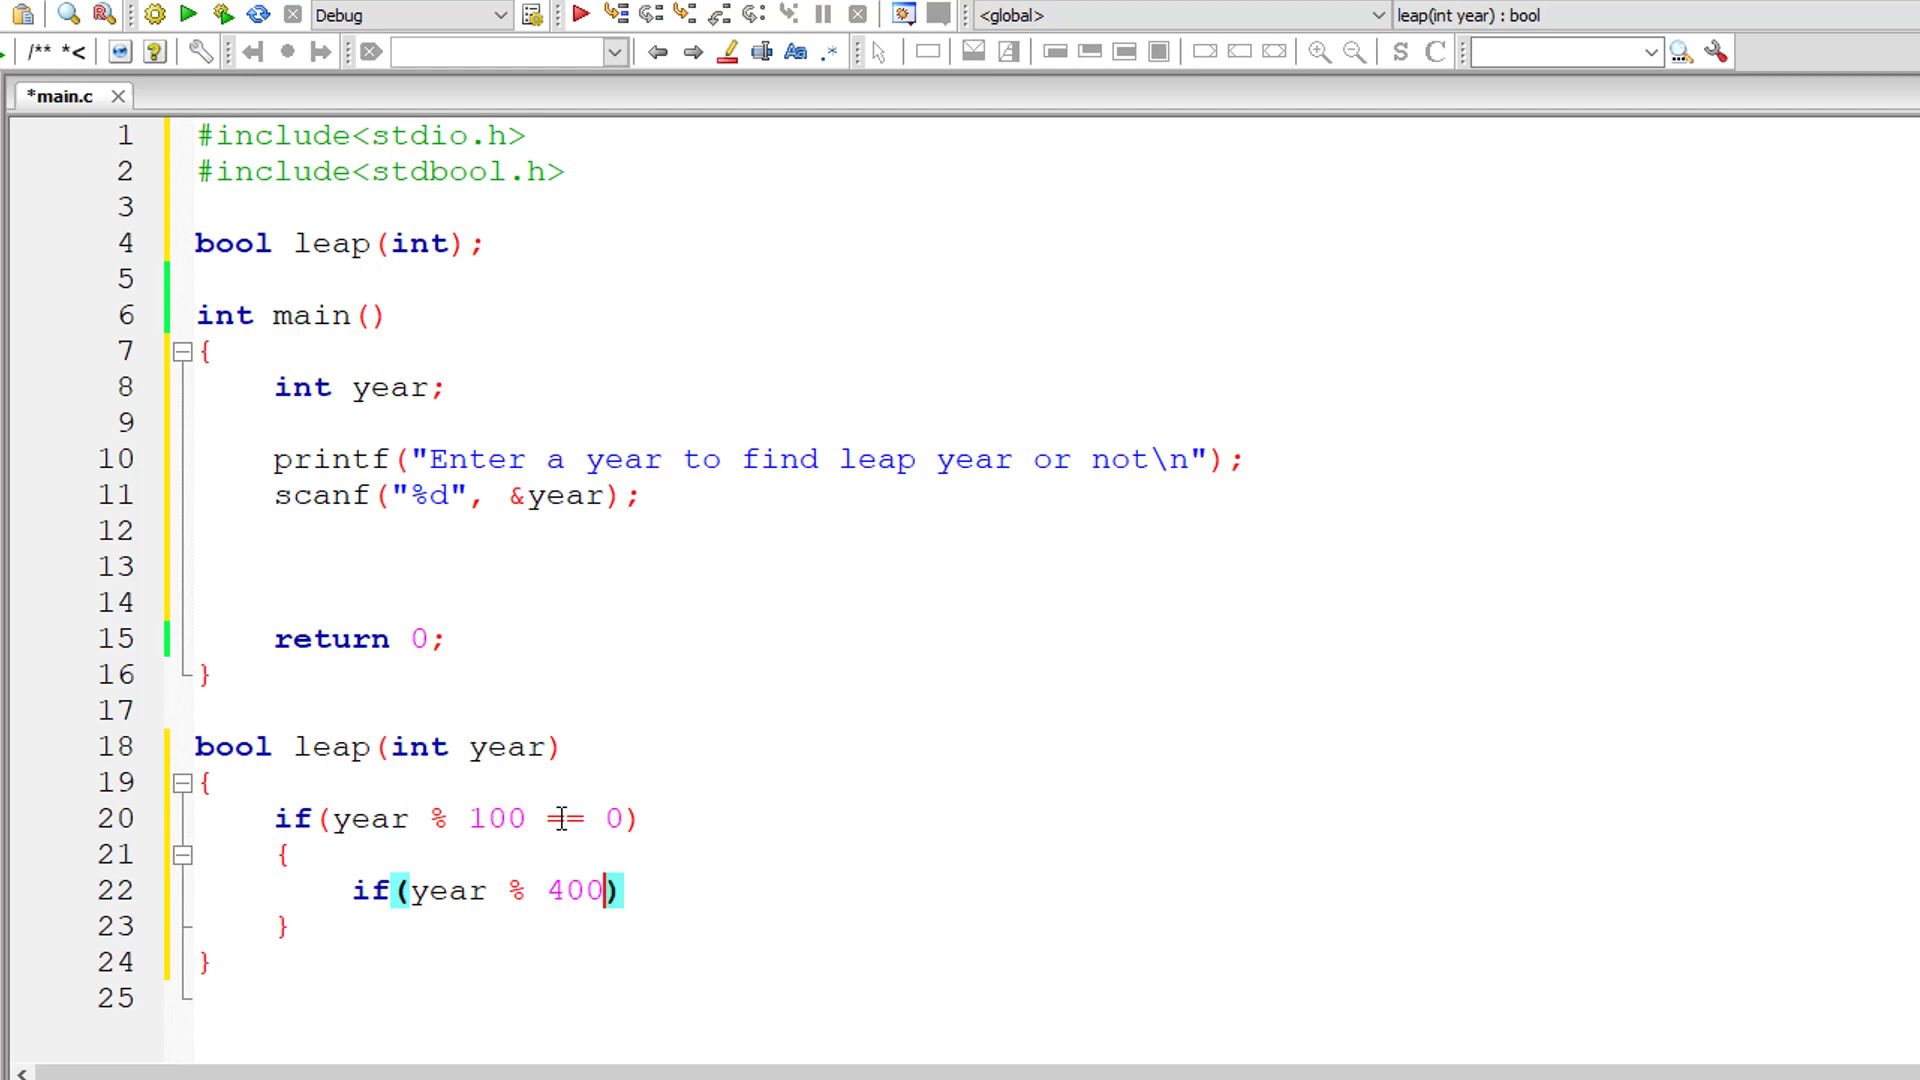 Debug
<global>
leap(int year) : bool
/** *<
Aa .*
S C
*main.c
1 #include<stdio.h>
2 #include<stdbool.h>
3
4 bool leap(int);
5
6 int main()
7 {
8 int year;
9
10 printf("Enter a year to find leap year or not\n");
11 scanf("%d", &year);
12
13
14
15 return 0;
16 }
17
18 bool leap(int year)
19 {
20 if(year % 100 == 0)
21 {
22 if(year % 400)
23 }
24 }
25